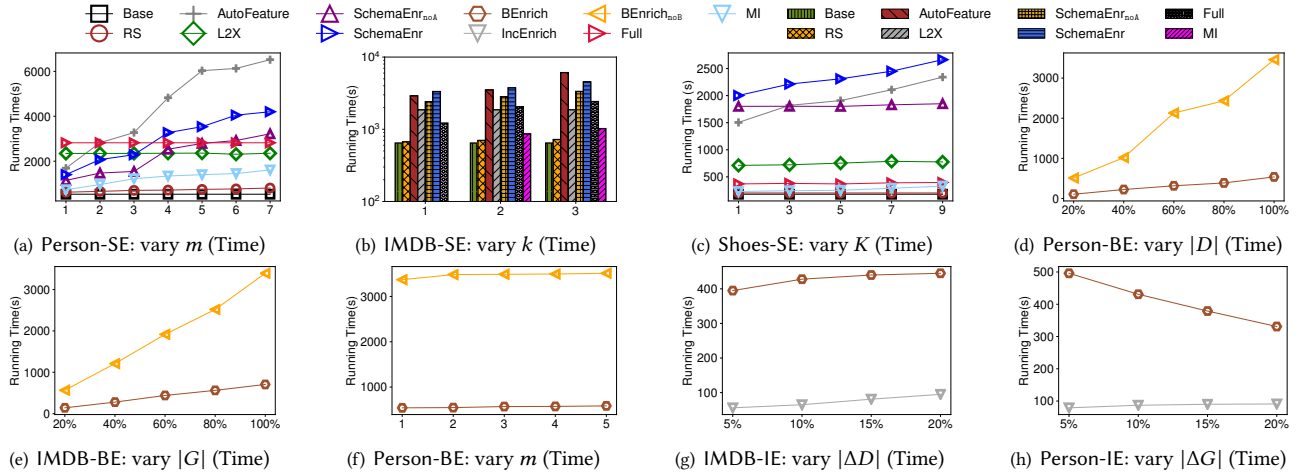 Base AutoFeature SchemaEnr_noA BEnrich BEnrich_noB MI Base AutoFeature SchemaEnr_noA Full
RS L2X SchemaEnr IncEnrich Full RS L2X SchemaEnr MI
Running Time(s)
6000
4000
2000
1 2 3 4 5 6 7
(a) Person-SE: vary m (Time)
Running Time(s)
10^4
10^3
10^2
1 2 3
(b) IMDB-SE: vary k (Time)
Running Time (s)
2500
2000
1500
1000
500
1 3 5 7 9
(c) Shoes-SE: vary K (Time)
Running Time(s)
3000
2000
1000
0
20% 40% 60% 80% 100%
(d) Person-BE: vary |D| (Time)
Running Time(s)
3000
2000
1000
0
20% 40% 60% 80% 100%
(e) IMDB-BE: vary |G| (Time)
Running Time(s)
3000
2000
1000
1 2 3 4 5
(f) Person-BE: vary m (Time)
Running Time(s)
400
300
200
100
5% 10% 15% 20%
(g) IMDB-IE: vary |ΔD| (Time)
Running Time(s)
500
400
300
200
100
5% 10% 15% 20%
(h) Person-IE: vary |ΔG| (Time)